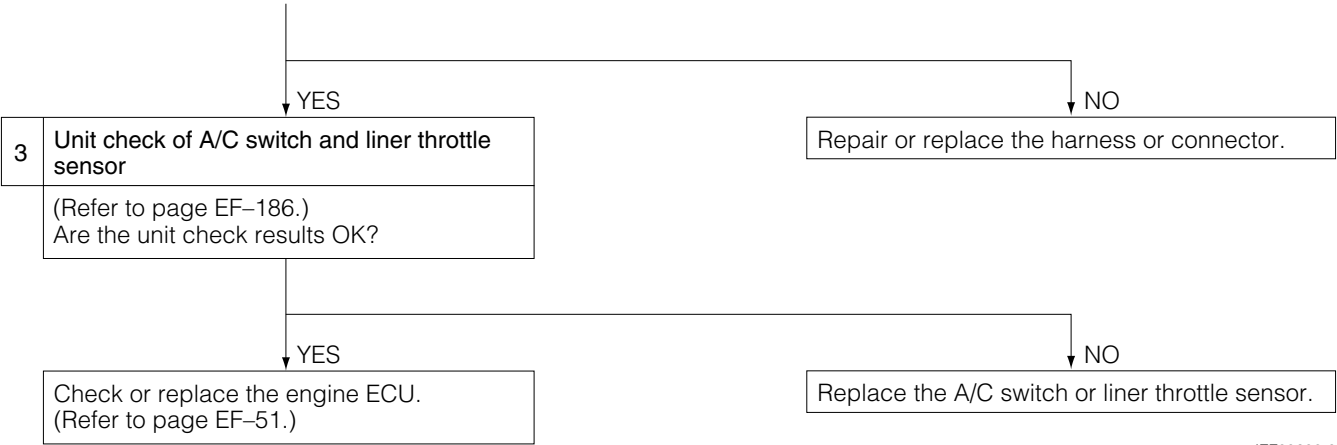 YES
NO
3
Unit check of A/C switch and liner throttle
sensor
Repair or replace the harness or connector.
(Refer to page EF–186.)
Are the unit check results OK?
YES
NO
Check or replace the engine ECU.
(Refer to page EF–51.)
Replace the A/C switch or liner throttle sensor.